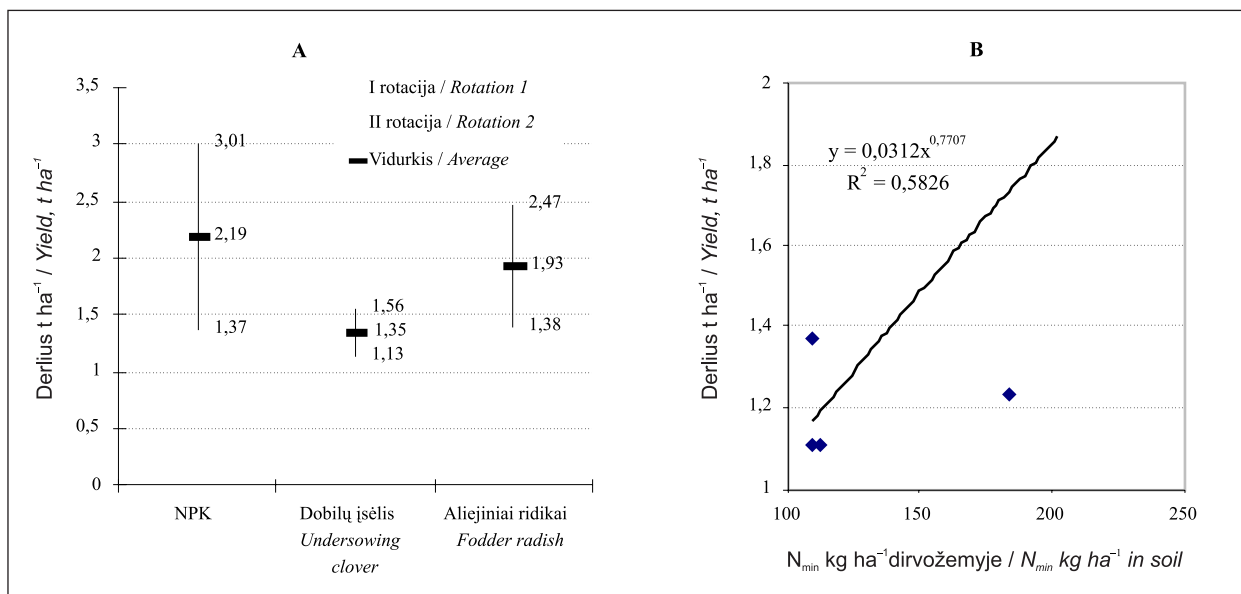 A
Derlius t ha⁻¹ / Yield, t ha⁻¹
3,5
3
2,5
2
1,5
1
0,5
0
I rotacija / Rotation 1
II rotacija / Rotation 2
Vidurkis / Average
3,01
2,19
1,37
1,56
1,35
1,13
2,47
1,93
1,38
NPK
Dobilų įsėlis
Undersowing
clover
Aliejiniai ridikai
Fodder radish
B
Derlius t ha⁻¹ / Yield, t ha⁻¹
2
1,8
1,6
1,4
1,2
1
y = 0,0312x^0,7707
R² = 0,5826
100
150
200
250
N_min kg ha⁻¹dirvožemyje / N_min kg ha⁻¹ in soil